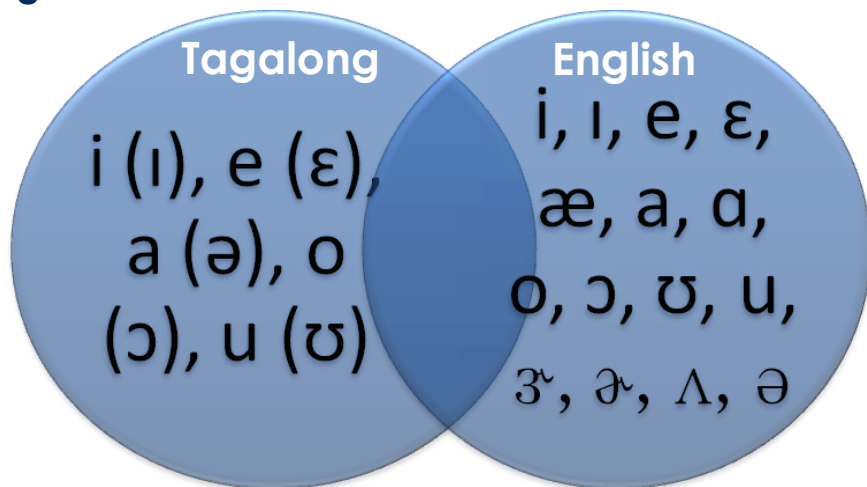 Tagalong
i (ɪ), e (ɛ),
a (ə), o
(ɔ), u (ʊ)
English
i, ɪ, e, ɛ,
æ, a, ɑ,
o, ɔ, ʊ, u,
ɝ, ɚ, Λ, ə